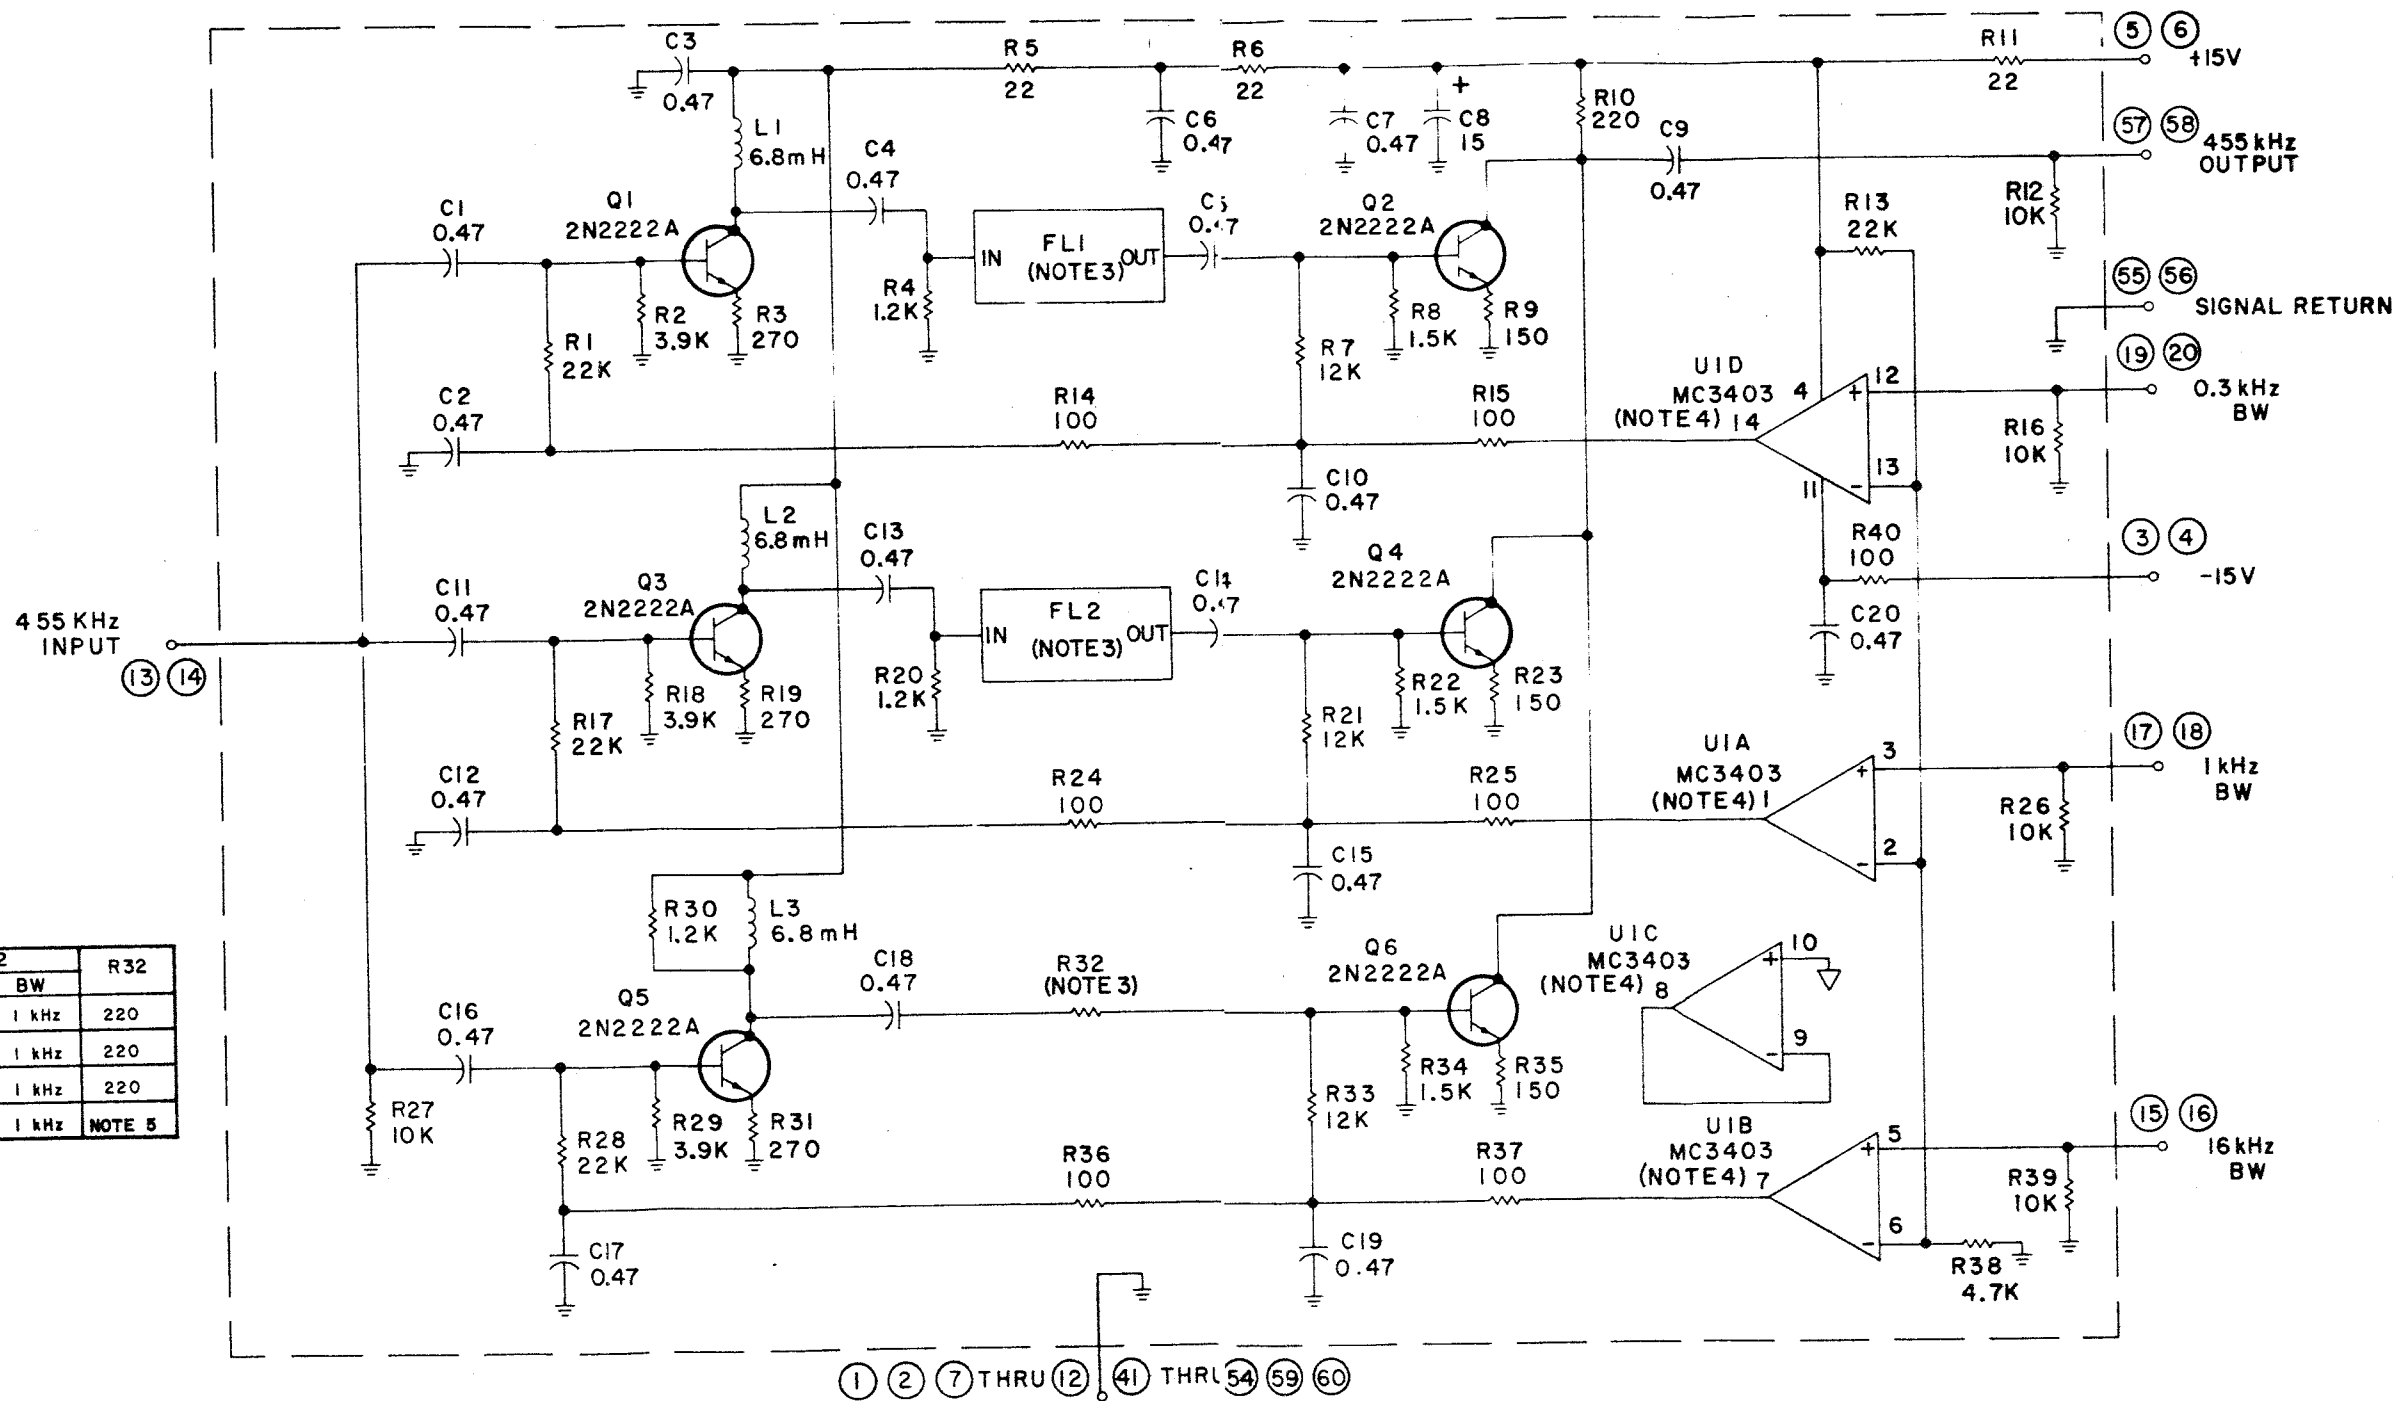 C3
0.47
R5
22
R6
22
R11
22
5 6
+15V
L1
6.8mH
C4
0.47
C6
0.47
C7
0.47
+
C8
15
R10
220
C9
0.47
57 58
455kHz
OUTPUT
C1
0.47
Q1
2N2222A
IN
FL1
(NOTE3)
OUT
Q2
2N2222A
R13
22K
R12
10K
55 56
SIGNAL RETURN
R1
22K
R2
3.9K
R3
270
R4
1.2K
R7
12K
R8
1.5K
R9
150
C2
0.47
R14
100
R15
100
U1D
MC3403
(NOTE4) 14
4
12
+
13
-
11
19 20
0.3kHz
BW
R16
10K
C10
0.47
L2
6.8mH
C13
0.47
R40
100
3 4
-15V
455KHz
INPUT
13 14
C11
0.47
Q3
2N2222A
IN
FL2
(NOTE3)
OUT
C14
Q4
2N2222A
C20
0.47
R17
22K
R18
3.9K
R19
270
R20
1.2K
R21
12K
R22
1.5K
R23
150
C12
0.47
R24
100
R25
100
U1A
MC3403
(NOTE4) 1
3
+
2
-
17 18
1kHz
BW
R26
10K
C15
0.47
R30
1.2K
L3
6.8mH
C18
0.47
R32
(NOTE3)
Q6
2N2222A
U1C
MC3403
(NOTE4) 8
10
+
9
-
2 R32
BW
1 kHz 220
1 kHz 220
1 kHz 220
1 kHz NOTE 5
C16
0.47
Q5
2N2222A
R27
10K
R28
22K
R29
3.9K
R31
270
R33
12K
R34
1.5K
R35
150
R36
100
R37
100
U1B
MC3403
(NOTE4) 7
5
+
6
-
15 16
16kHz
BW
R39
10K
R38
4.7K
C17
0.47
C19
0.47
1 2 7 THRU 12 41 THRU 54 59 60